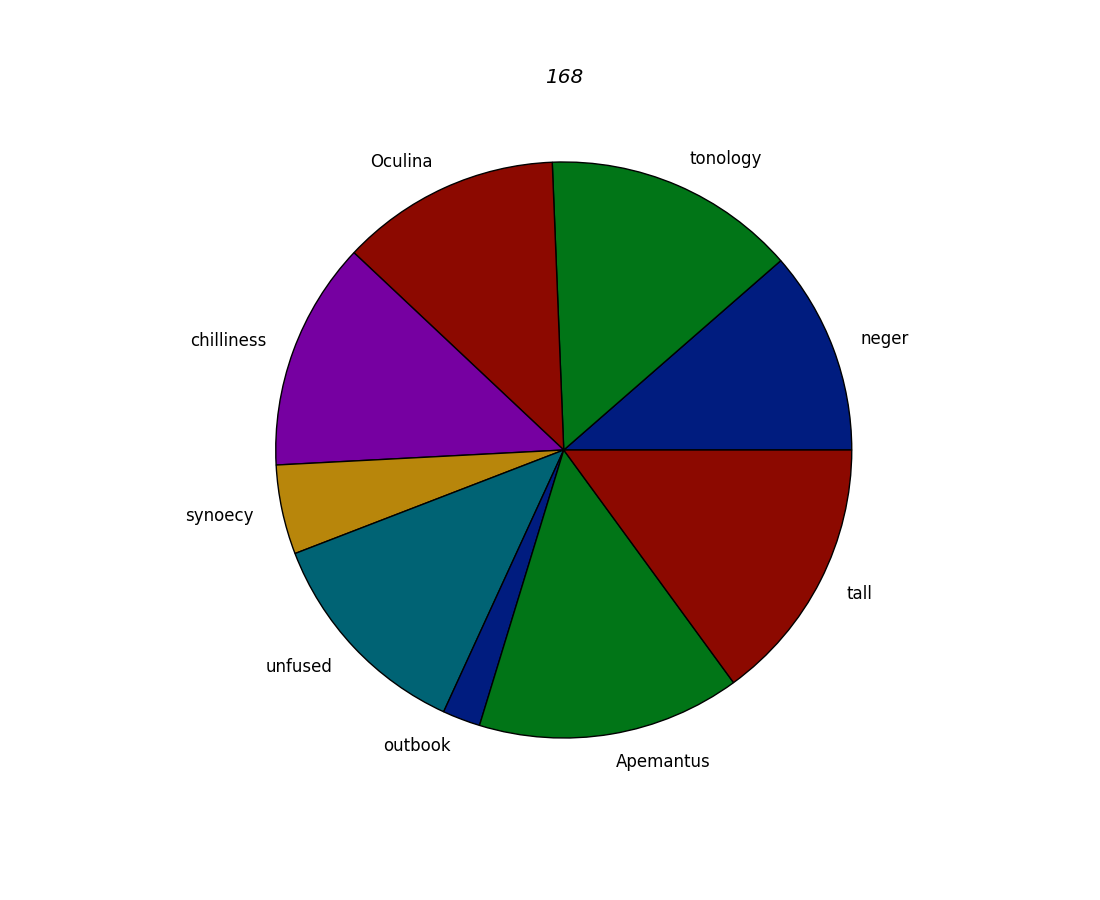 168
Oculina
tonology
chilliness
neger
synoecy
tall
unfused
outbook
Apemantus